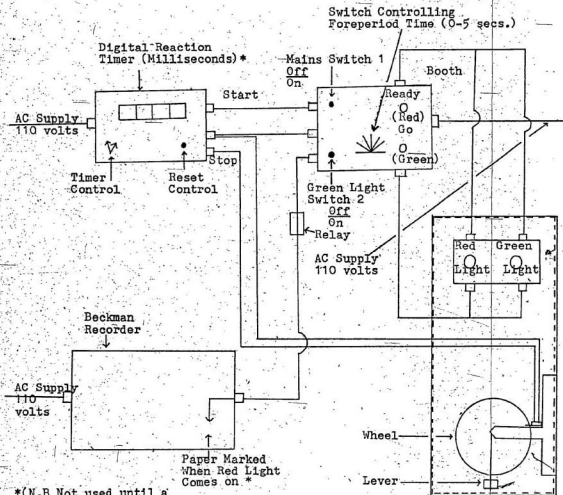 Switch Controlling
Foreperiod Time (0-5 secs.)
Digital Reaction
Timer (Milliseconds)*
Mains Switch 1
Off
On
Booth
Start
Ready
(Red)
Go
(Green)
AC Supply
110 volts
Stop
Timer
Control
Reset
Control
Green Light
Switch 2
Off
On
Relay
AC Supply
110 volts
Red
Light
Green
Light
Beckman
Recorder
AC Supply
110
volts
Paper Marked
When Red Light
Comes on *
Wheel
Lever
*(N.B Not used until a